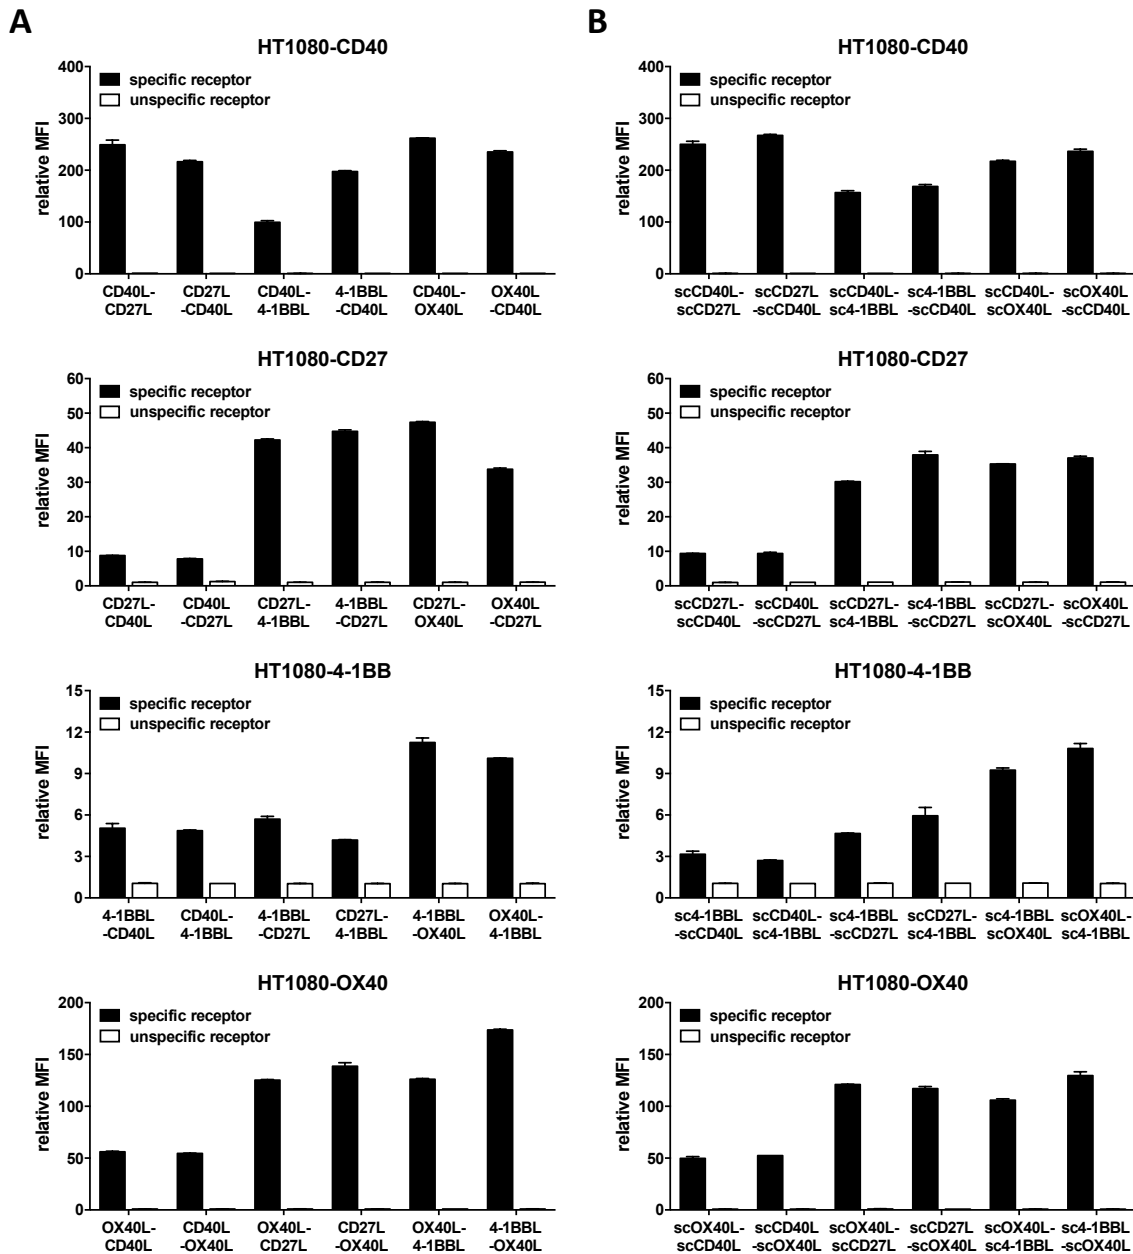 A
B
HT1080-CD40
400
300
200
100
0
relative MFI
specific receptor
unspecific receptor
CD40L- CD27L CD40L- 4-1BBL CD40L- OX40L
CD27L -CD40L 4-1BBL -CD40L OX40L -CD40L
HT1080-CD40
400
300
200
100
0
relative MFI
specific receptor
unspecific receptor
scCD40L- scCD27L scCD40L- sc4-1BBL scCD40L- scOX40L
scCD27L -scCD40L sc4-1BBL -scCD40L scOX40L -scCD40L
HT1080-CD27
60
50
40
30
20
10
0
relative MFI
specific receptor
unspecific receptor
CD27L- CD40L CD27L- 4-1BBL CD27L- OX40L
CD40L -CD27L 4-1BBL -CD27L OX40L -CD27L
HT1080-CD27
60
50
40
30
20
10
0
relative MFI
specific receptor
unspecific receptor
scCD27L- scCD40L scCD27L- sc4-1BBL scCD27L- scOX40L
scCD40L -scCD27L sc4-1BBL -scCD27L scOX40L -scCD27L
HT1080-4-1BB
15
12
9
6
3
0
relative MFI
specific receptor
unspecific receptor
4-1BBL CD40L- 4-1BBL CD27L- 4-1BBL OX40L-
-CD40L 4-1BBL -CD27L 4-1BBL -OX40L 4-1BBL
HT1080-4-1BB
15
12
9
6
3
0
relative MFI
specific receptor
unspecific receptor
sc4-1BBL scCD40L- sc4-1BBL scCD27L- sc4-1BBL scOX40L-
-scCD40L sc4-1BBL -scCD27L sc4-1BBL scOX40L sc4-1BBL
HT1080-OX40
200
150
100
50
0
relative MFI
specific receptor
unspecific receptor
OX40L- CD40L OX40L- CD27L OX40L- 4-1BBL
CD40L -OX40L CD27L -OX40L 4-1BBL -OX40L
HT1080-OX40
200
150
100
50
0
relative MFI
specific receptor
unspecific receptor
scOX40L- scCD40L scOX40L- scCD27L scOX40L- sc4-1BBL
scCD40L -scOX40L scCD27L -scOX40L sc4-1BBL -scOX40L